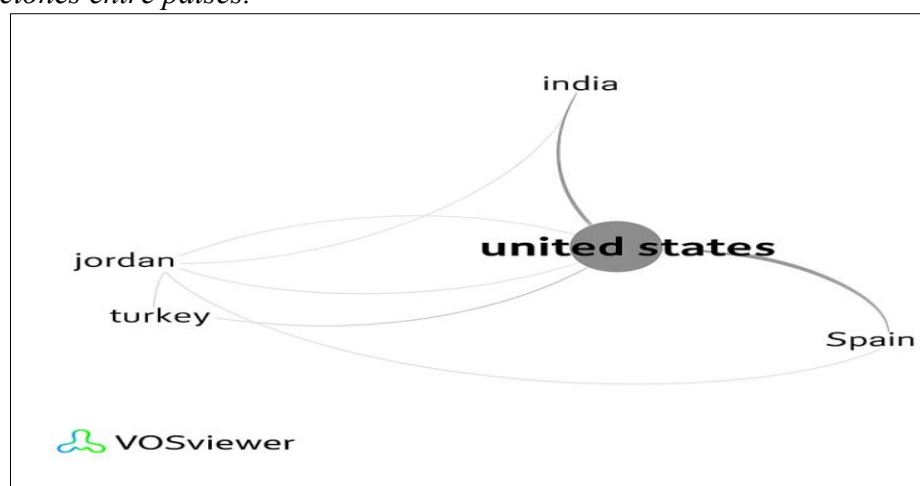 ciones entre países.
india
united states
jordan
turkey
Spain
VOSviewer